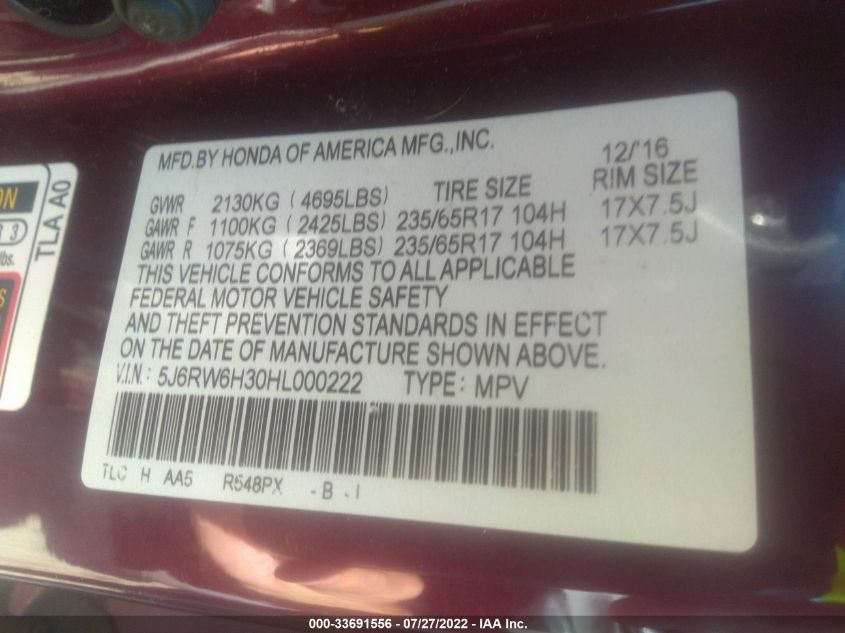 MFD.BY HONDA OF AMERICA MFG.,INC. 12/'16
GVWR 2130KG ( 4695LBS) TIRE SIZE RIM SIZE
GAWR F 1100KG ( 2425LBS) 235/65R17 104H 17X7.5J
GAWR R 1075KG ( 2369LBS) 235/65R17 104H 17X7.5J
THIS VEHICLE CONFORMS TO ALL APPLICABLE
FEDERAL MOTOR VEHICLE SAFETY
AND THEFT PREVENTION STANDARDS IN EFFECT
ON THE DATE OF MANUFACTURE SHOWN ABOVE.
V.I.N: 5J6RW6H30HL000222 TYPE: MPV
TLC H AA5 R548PX -B -I
TLA A0
3
lbs.
000-33691556 - 07/27/2022 - IAA Inc.